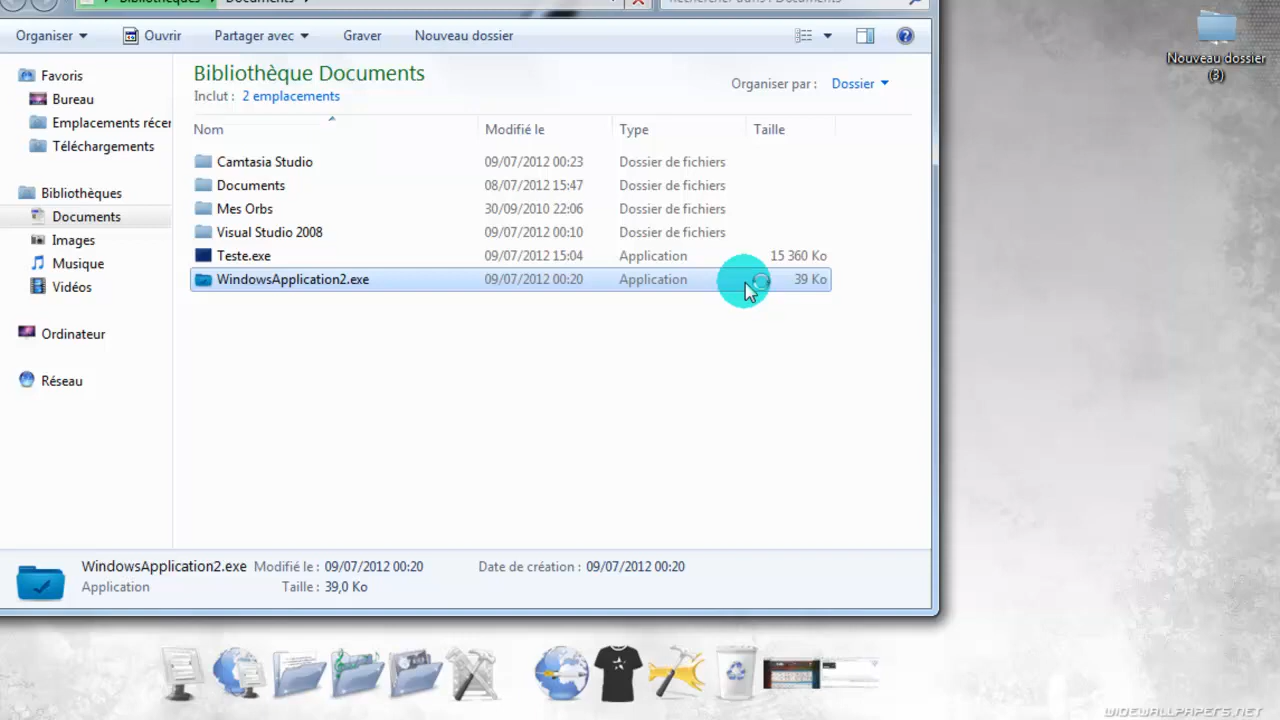 Bibliothèques Documents Rechercher dans : Documents
Organiser Ouvrir Partager avec Graver Nouveau dossier
Favoris
Bureau
Emplacements récer
Téléchargements
Bibliothèques
Documents
Images
Musique
Vidéos
Ordinateur
Réseau
Bibliothèque Documents
Inclut : 2 emplacements
Organiser par : Dossier
Nom Modifié le Type Taille
Camtasia Studio 09/07/2012 00:23 Dossier de fichiers
Documents 08/07/2012 15:47 Dossier de fichiers
Mes Orbs 30/09/2010 22:06 Dossier de fichiers
Visual Studio 2008 09/07/2012 00:10 Dossier de fichiers
Teste.exe 09/07/2012 15:04 Application 15 360 Ko
WindowsApplication2.exe 09/07/2012 00:20 Application 39 Ko
WindowsApplication2.exe Modifié le : 09/07/2012 00:20 Date de création : 09/07/2012 00:20
Application Taille : 39,0 Ko
Nouveau dossier
(3)
WIDEWALLPAPERS.NET